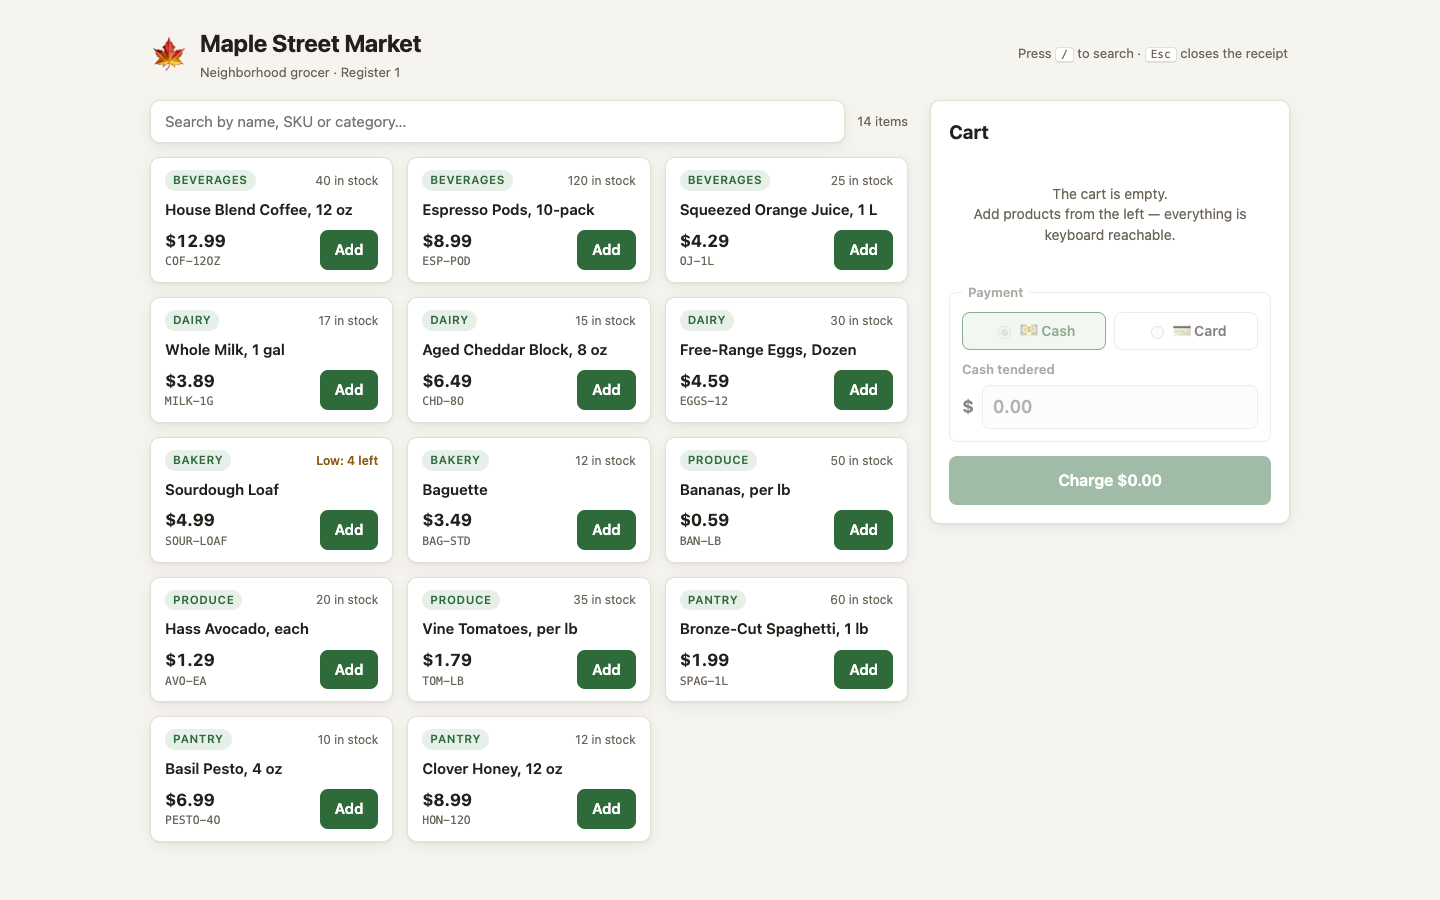 Maple Street Market
Neighborhood grocer · Register 1
Press / to search · Esc closes the receipt
Search by name, SKU or category...
14 items
BEVERAGES 40 in stock
House Blend Coffee, 12 oz
$12.99
COF-12OZ
Add
BEVERAGES 120 in stock
Espresso Pods, 10-pack
$8.99
ESP-POD
Add
BEVERAGES 25 in stock
Squeezed Orange Juice, 1 L
$4.29
OJ-1L
Add
DAIRY 17 in stock
Whole Milk, 1 gal
$3.89
MILK-1G
Add
DAIRY 15 in stock
Aged Cheddar Block, 8 oz
$6.49
CHD-8O
Add
DAIRY 30 in stock
Free-Range Eggs, Dozen
$4.59
EGGS-12
Add
BAKERY Low: 4 left
Sourdough Loaf
$4.99
SOUR-LOAF
Add
BAKERY 12 in stock
Baguette
$3.49
BAG-STD
Add
PRODUCE 50 in stock
Bananas, per lb
$0.59
BAN-LB
Add
PRODUCE 20 in stock
Hass Avocado, each
$1.29
AVO-EA
Add
PRODUCE 35 in stock
Vine Tomatoes, per lb
$1.79
TOM-LB
Add
PANTRY 60 in stock
Bronze-Cut Spaghetti, 1 lb
$1.99
SPAG-1L
Add
PANTRY 10 in stock
Basil Pesto, 4 oz
$6.99
PESTO-4O
Add
PANTRY 12 in stock
Clover Honey, 12 oz
$8.99
HON-12O
Add
Cart
The cart is empty.
Add products from the left — everything is
keyboard reachable.
Payment
Cash
Card
Cash tendered
$ 0.00
Charge $0.00